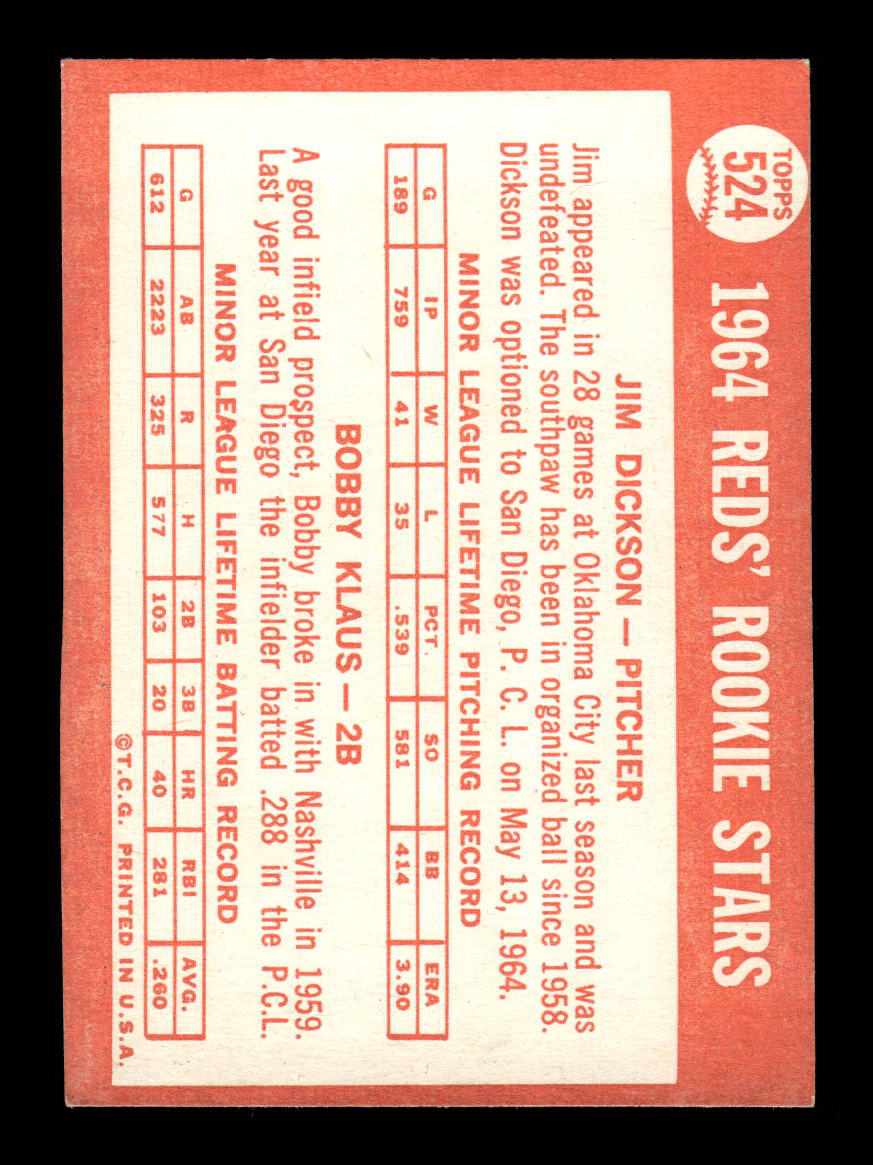 TOPPS
524
1964 REDS' ROOKIE STARS
JIM DICKSON — PITCHER
Jim appeared in 28 games at Oklahoma City last season and was
undefeated. The southpaw has been in organized ball since 1958.
Dickson was optioned to San Diego, P. C. L. on May 13, 1964.
MINOR LEAGUE LIFETIME PITCHING RECORD
G IP W L PCT. SO BB ERA
189 759 41 35 .539 581 414 3.90
BOBBY KLAUS — 2B
A good infield prospect, Bobby broke in with Nashville in 1959.
Last year at San Diego the infielder batted .288 in the P.C.L.
MINOR LEAGUE LIFETIME BATTING RECORD
G AB R H 2B 3B HR RBI AVG.
612 2223 325 577 103 20 40 281 .260
©T.C.G. PRINTED IN U.S.A.